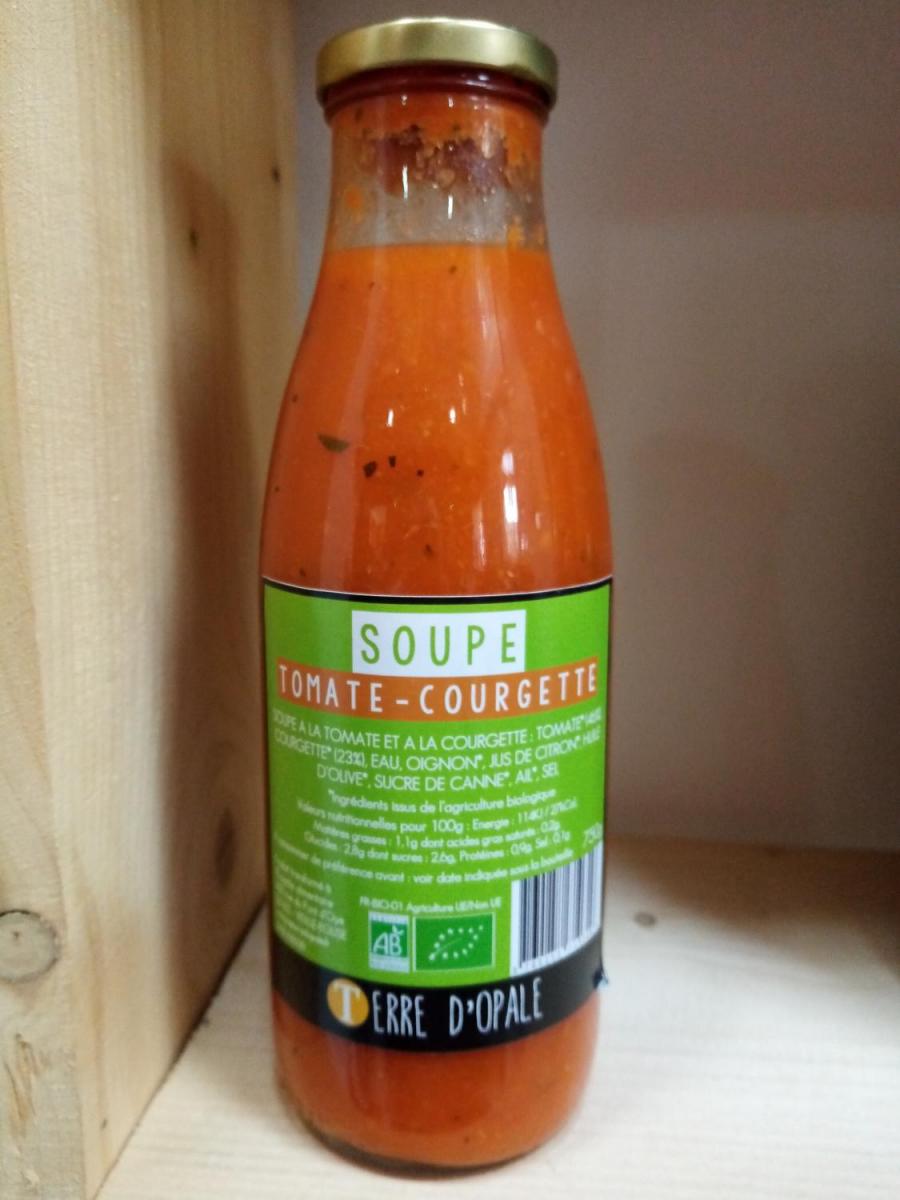 SOUPE
TOMATE-COURGETTE
SOUPE A LA TOMATE ET A LA COURGETTE : TOMATE*
COURGETTE* (23%), EAU, OIGNON*, JUS DE CITRON*, HUILE
D'OLIVE*, SUCRE DE CANNE*, AIL*, SEL
*Ingrédients issus de l'agriculture biologique
Valeurs nutritionnelles pour 100g : Energie : 114KJ / 27kCal
Matières grasses : 1,1g dont acides gras saturés : 0,2g
Glucides : 2,8g dont sucres : 2,6g, Protéines : 0,9g, Sel : 0,1g
préférence avant : voir date indiquée sous la bouteille
750
FR-BIO-01 Agriculture UE/Non UE
AB
TERRE D'OPALE